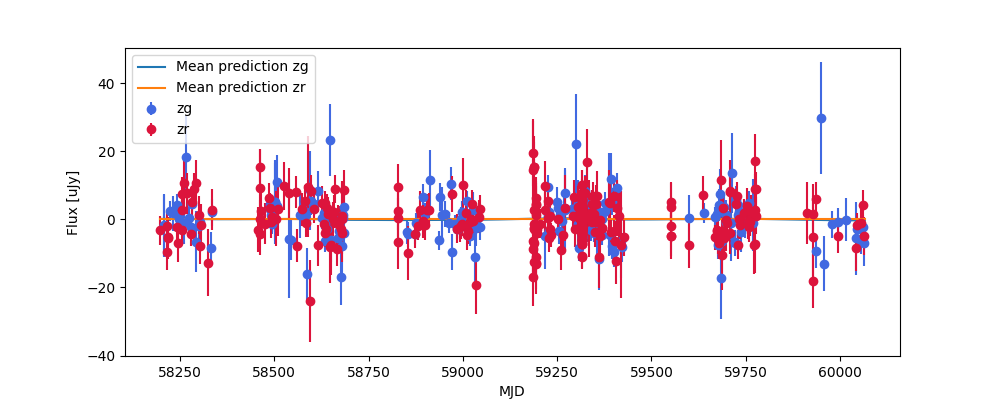 Mean prediction zg
Mean prediction zr
zg
zr
Flux [uJy]
40
20
0
−20
−40
58250
58500
58750
59000
59250
59500
59750
60000
MJD